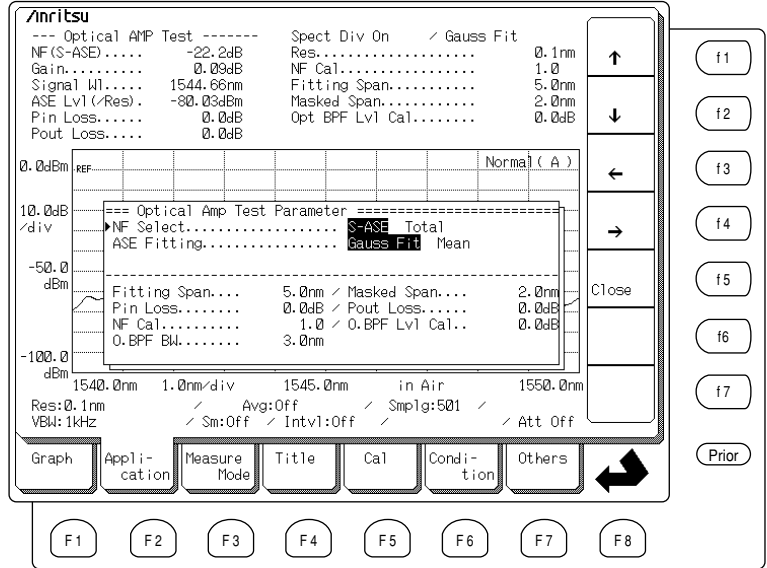 /Inritsu
--- Optical AMP Test -------
Spect Div On / Gauss Fit
NF(S-ASE)..... -22.2dB
Res.................... 0.1nm
Gain.......... 0.09dB
NF Cal................. 1.0
Signal Wl..... 1544.66nm
Fitting Span........... 5.0nm
ASE Lvl(/Res). -80.03dBm
Masked Span............ 2.0nm
Pin Loss...... 0.0dB
Opt BPF Lvl Cal........ 0.0dB
Pout Loss..... 0.0dB
0.0dBm REF
Normal( A )
10.0dB
/div
=== Optical Amp Test Parameter =======================
NF Select................... S-ASE Total
ASE Fitting................. Gauss Fit Mean
-50.0
dBm
Fitting Span.... 5.0nm / Masked Span.... 2.0nm
Pin Loss........ 0.0dB / Pout Loss...... 0.0dB
NF Cal.......... 1.0 / O.BPF Lvl Cal.. 0.0dB
O.BPF BW........ 3.0nm
-100.0
dBm
1540.0nm 1.0nm/div 1545.0nm in Air 1550.0nm
Res:0.1nm / Avg:Off / Smplg:501 /
VBW:1kHz / Sm:Off / Intvl:Off / / Att Off
↑
↓
←
→
Close
f1
f2
f3
f4
f5
f6
f7
Prior
Graph
Appli-
cation
Measure
Mode
Title
Cal
Condi-
tion
Others
F1
F2
F3
F4
F5
F6
F7
F8